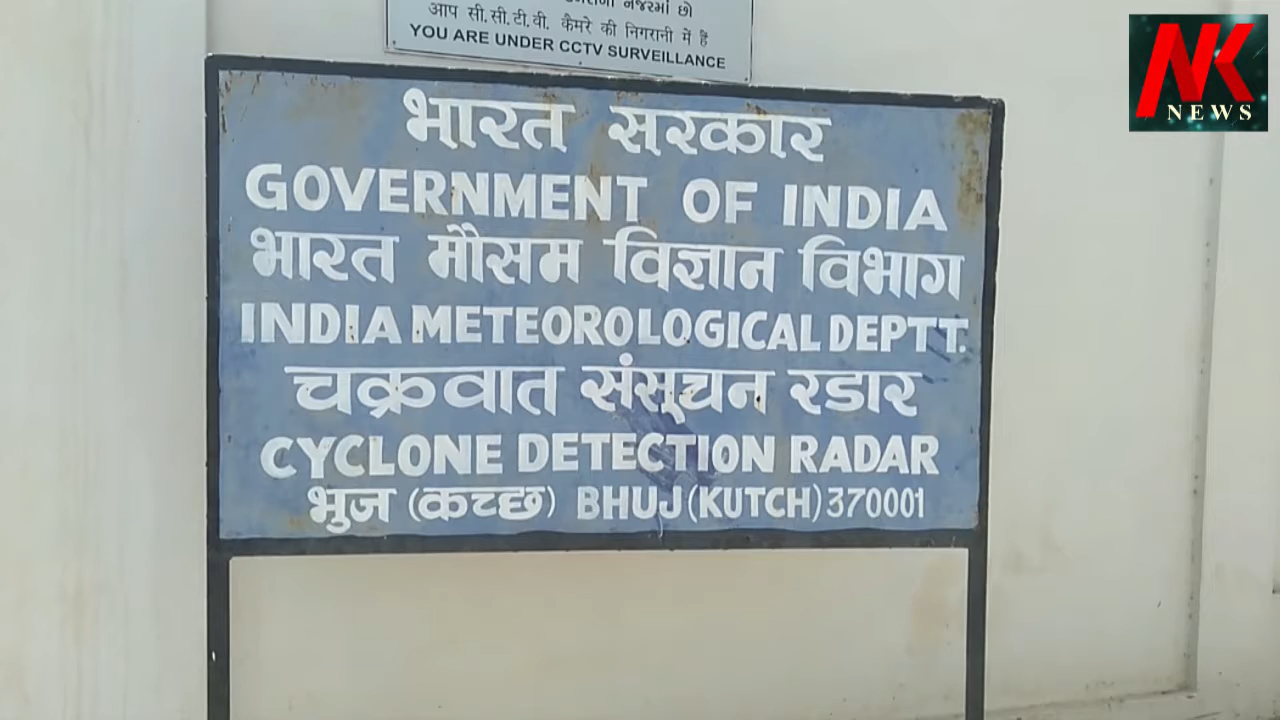 નજરમાં છો
आप सी.सी.टी.वी. कैमरे की निगरानी में हैं
YOU ARE UNDER CCTV SURVEILLANCE
NK
NEWS
भारत सरकार
GOVERNMENT OF INDIA
भारत मौसम विज्ञान विभाग
INDIA METEOROLOGICAL DEPTT.
चक्रवात संसूचन रडार
CYCLONE DETECTION RADAR
भुज (कच्छ) BHUJ (KUTCH) 370001